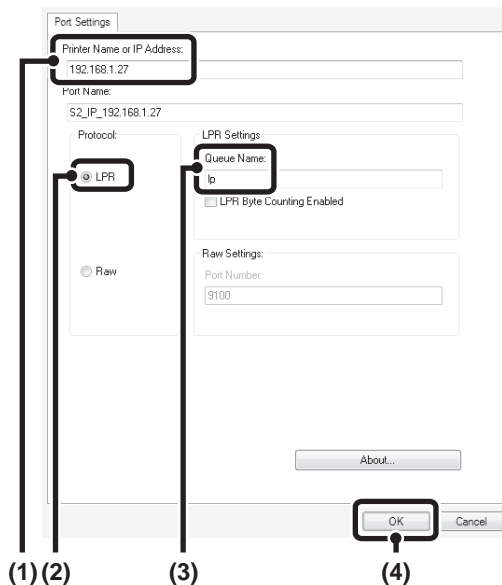 Port Settings
Printer Name or IP Address:
192.168.1.27
Port Name:
S2_IP_192.168.1.27
Protocol:
LPR
Raw
LPR Settings
Queue Name:
lp
LPR Byte Counting Enabled
Raw Settings:
Port Number:
9100
About...
OK
Cancel
(1) (2) (3) (4)